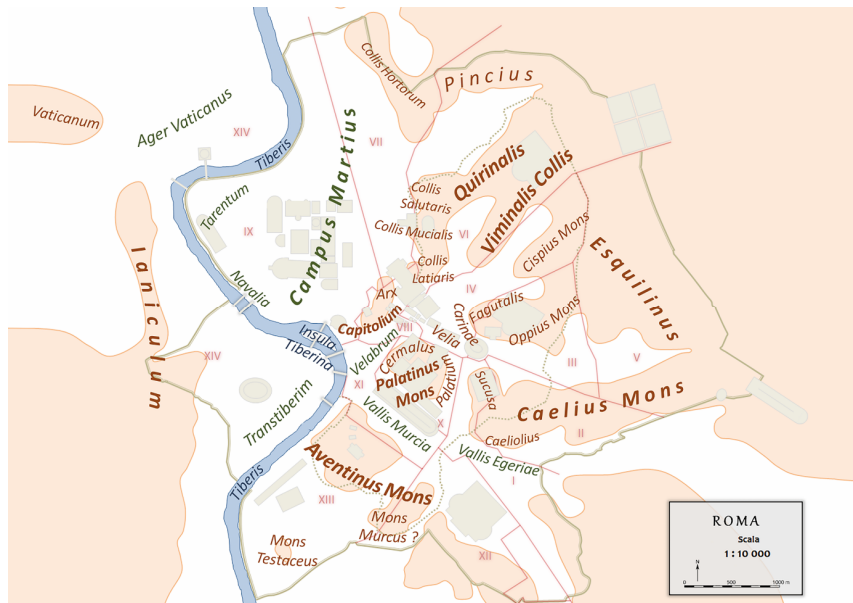 Pincius
Collis Hortorum
Vaticanum
Ager Vaticanus
XIV
VII
Tiberis
Campus Martius
Quirinalis
Viminalis Collis
Tarentum
Collis
Salutaris
IX
Collis Mucialis
VI
Cispius Mons
Esquilinus
Ianiculum
Collis
Latiaris
Navalia
Arx
IV
Fagutalis
Capitolium
VIII
Carinae
Oppius Mons
Insula
Tiberina
Velia
Velabrum
Cermalus
XIV
III
V
Palatinus
Mons
Palatium
Sucusa
XI
Caelius Mons
Transtiberim
Vallis Murcia
X
II
Caeliolius
Vallis Egeriae
I
Aventinus Mons
Tiberis
XIII
Mons
Murcus ?
Mons
Testaceus
XII
ROMA
Scala
1 : 10 000
N
0 500 1000 m